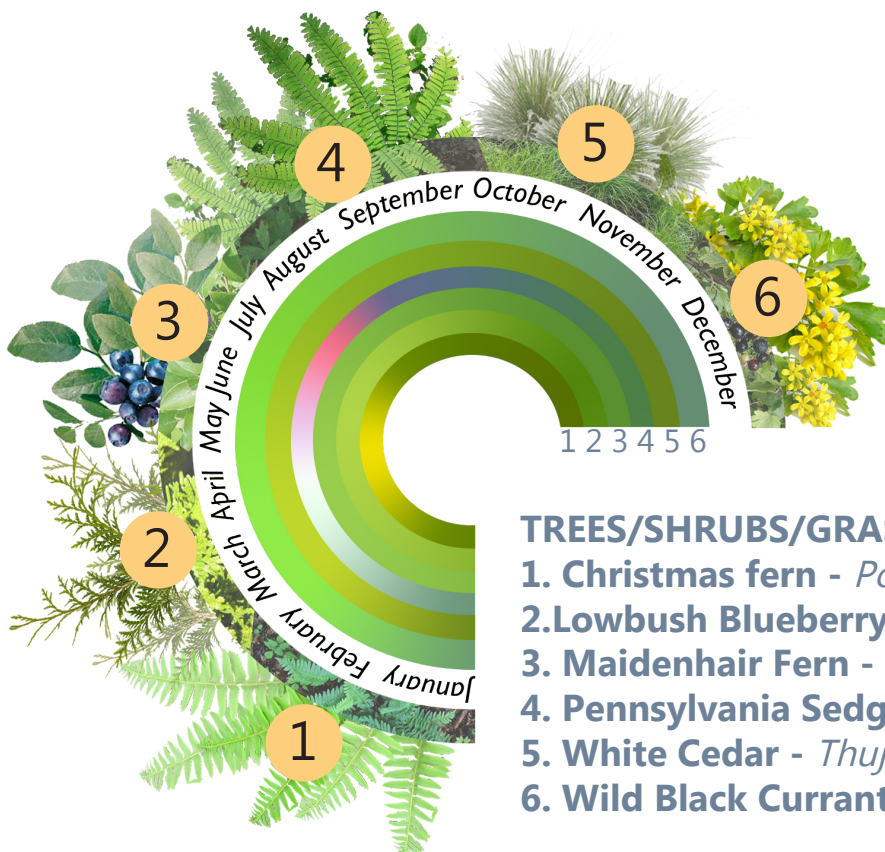 4
5
6
3
2
1
January February March April May June July August September October November December
1 2 3 4 5 6
TREES/SHRUBS/GRAS
1. Christmas fern - Po
2.Lowbush Blueberry
3. Maidenhair Fern -
4. Pennsylvania Sedg
5. White Cedar - Thuj
6. Wild Black Currant